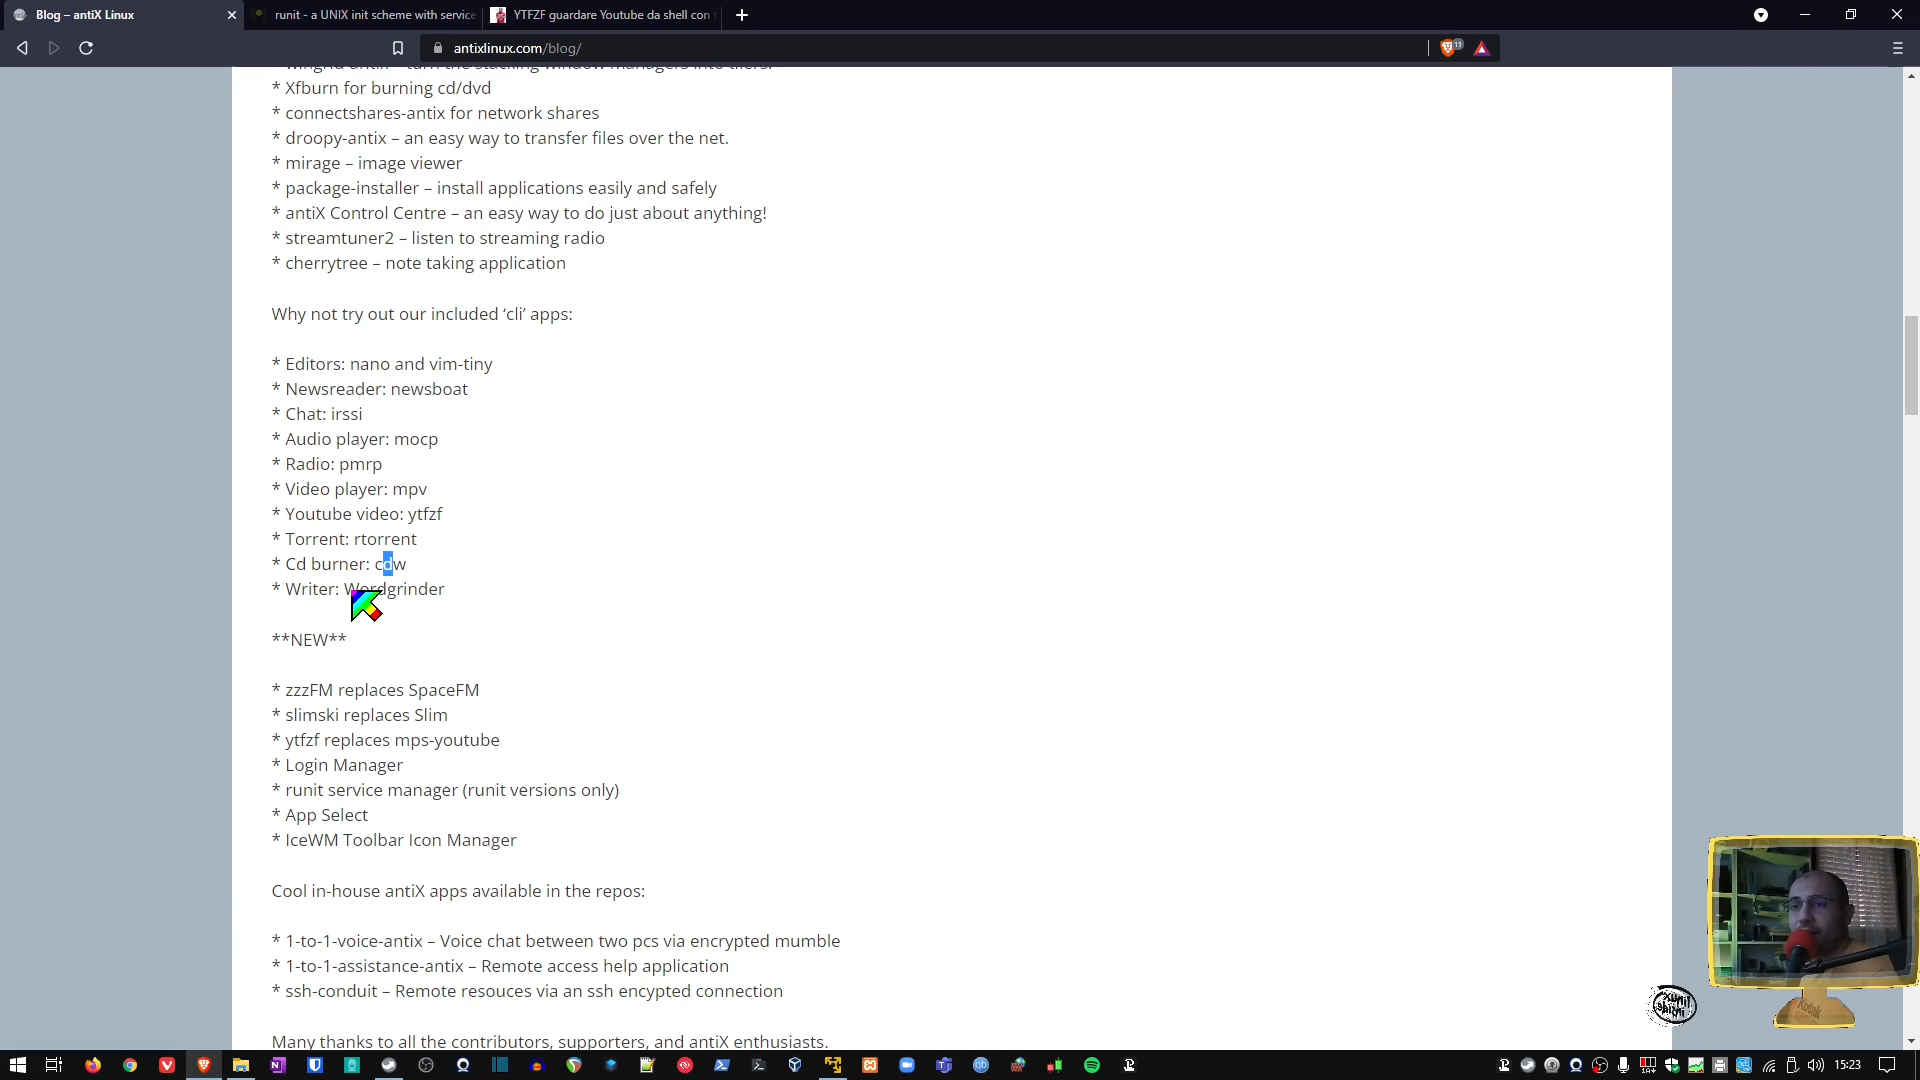 Blog – antiX Linux
runit - a UNIX init scheme with service
YTFZF guardare Youtube da shell con
antixlinux.com/blog/
11
* Xfburn for burning cd/dvd
* connectshares-antix for network shares
* droopy-antix – an easy way to transfer files over the net.
* mirage – image viewer
* package-installer – install applications easily and safely
* antiX Control Centre – an easy way to do just about anything!
* streamtuner2 – listen to streaming radio
* cherrytree – note taking application
Why not try out our included ‘cli’ apps:
* Editors: nano and vim-tiny
* Newsreader: newsboat
* Chat: irssi
* Audio player: mocp
* Radio: pmrp
* Video player: mpv
* Youtube video: ytfzf
* Torrent: rtorrent
* Cd burner: cdw
* Writer: Wordgrinder
**NEW**
* zzzFM replaces SpaceFM
* slimski replaces Slim
* ytfzf replaces mps-youtube
* Login Manager
* runit service manager (runit versions only)
* App Select
* IceWM Toolbar Icon Manager
Cool in-house antiX apps available in the repos:
* 1-to-1-voice-antix – Voice chat between two pcs via encrypted mumble
* 1-to-1-assistance-antix – Remote access help application
* ssh-conduit – Remote resouces via an ssh encypted connection
Many thanks to all the contributors, supporters, and antiX enthusiasts.
Kodak
15:23